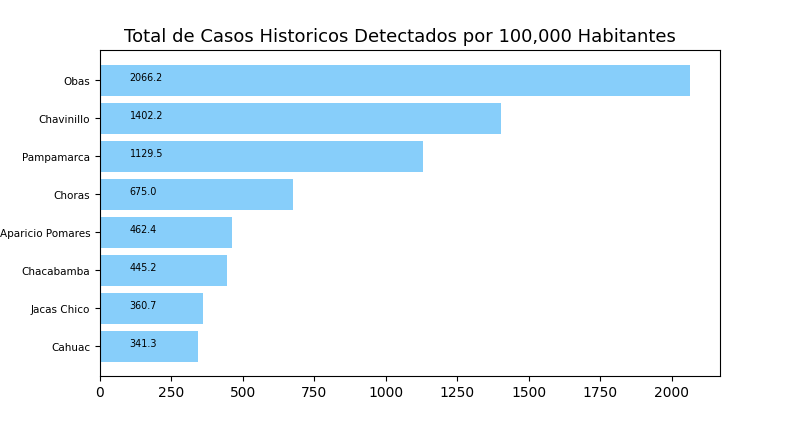 Total de Casos Historicos Detectados por 100,000 Habitantes
Obas 2066.2
Chavinillo 1402.2
Pampamarca 1129.5
Choras 675.0
Aparicio Pomares 462.4
Chacabamba 445.2
Jacas Chico 360.7
Cahuac 341.3
0 250 500 750 1000 1250 1500 1750 2000